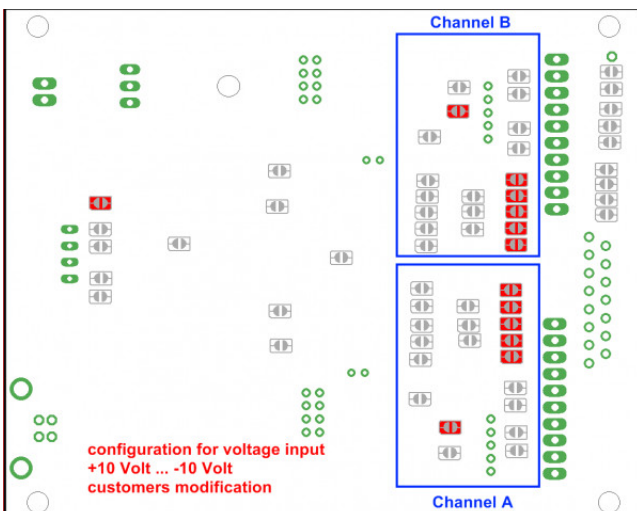 Channel B
configuration for voltage input
+10 Volt ... -10 Volt
customers modification
Channel A